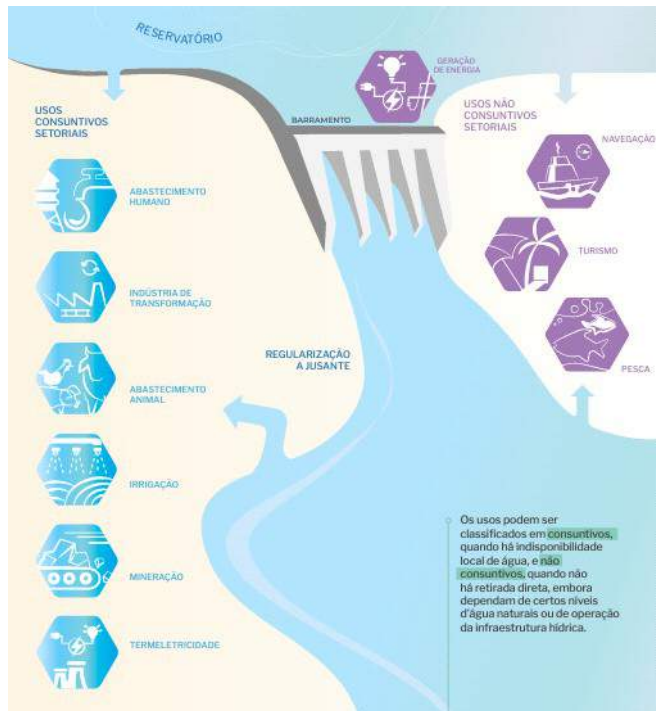 RESERVATÓRIO
GERAÇÃO
DE ENERGIA
USOS
CONSUNTIVOS
SETORIAIS
BARRAMENTO
USOS NÃO
CONSUNTIVOS
SETORIAIS
NAVEGAÇÃO
ABASTECIMENTO
HUMANO
TURISMO
INDÚSTRIA DE
TRANSFORMAÇÃO
REGULARIZAÇÃO
A JUSANTE
PESCA
ABASTECIMENTO
ANIMAL
IRRIGAÇÃO
MINERAÇÃO
TERMELETRICIDADE
Os usos podem ser
classificados em consuntivos,
quando há indisponibilidade
local de água, e não
consuntivos, quando não
há retirada direta, embora
dependam de certos níveis
d'água naturais ou de operação
da infraestrutura hídrica.